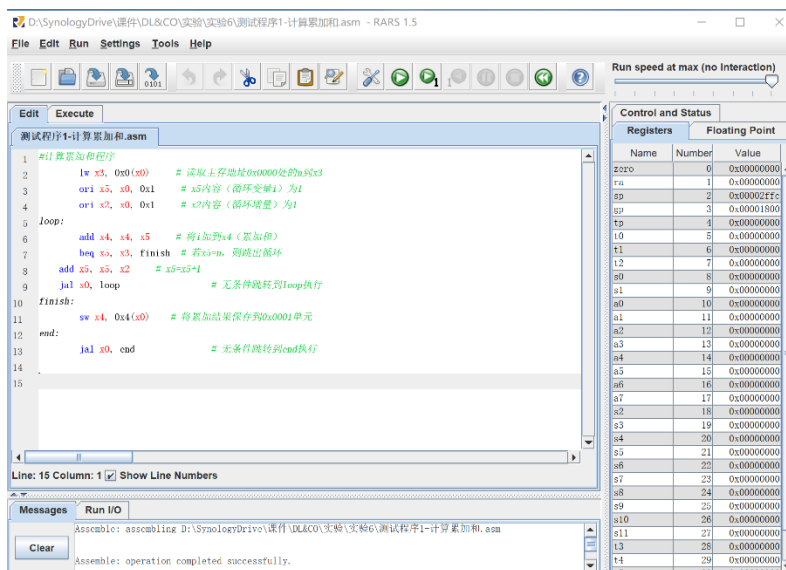 D:\SynologyDrive\课件\DL&CO\实验\实验6\测试程序1-计算累加和.asm - RARS 1.5
File Edit Run Settings Tools Help
Run speed at max (no interaction)
Edit Execute
测试程序1-计算累加和.asm
1 #计算累加和程序
2 lw x3, 0x0(x0) # 读取主存地址0x0000处的n到x3
3 ori x5, x0, 0x1 # x5内容（循环变量i）为1
4 ori x2, x0, 0x1 # x2内容（循环增量）为1
5 loop:
6 add x4, x4, x5 # 将i加到x4（累加和）
7 beq x5, x3, finish # 若x5=n，则跳出循环
8 add x5, x5, x2 # x5=x5+1
9 jal x0, loop # 无条件跳转到loop执行
10 finish:
11 sw x4, 0x4(x0) # 将累加结果保存到0x0001单元
12 end:
13 jal x0, end # 无条件跳转到end执行
14
15
Line: 15 Column: 1 Show Line Numbers
Messages Run I/O
Assemble: assembling D:\SynologyDrive\课件\DL&CO\实验\实验6\测试程序1-计算累加和.asm
Clear
Assemble: operation completed successfully.
Control and Status
Registers Floating Point
Name Number Value
zero 0 0x00000000
ra 1 0x00000000
sp 2 0x00002ffc
gp 3 0x00001800
tp 4 0x00000000
t0 5 0x00000000
t1 6 0x00000000
t2 7 0x00000000
s0 8 0x00000000
s1 9 0x00000000
a0 10 0x00000000
a1 11 0x00000000
a2 12 0x00000000
a3 13 0x00000000
a4 14 0x00000000
a5 15 0x00000000
a6 16 0x00000000
a7 17 0x00000000
s2 18 0x00000000
s3 19 0x00000000
s4 20 0x00000000
s5 21 0x00000000
s6 22 0x00000000
s7 23 0x00000000
s8 24 0x00000000
s9 25 0x00000000
s10 26 0x00000000
s11 27 0x00000000
t3 28 0x00000000
t4 29 0x00000000